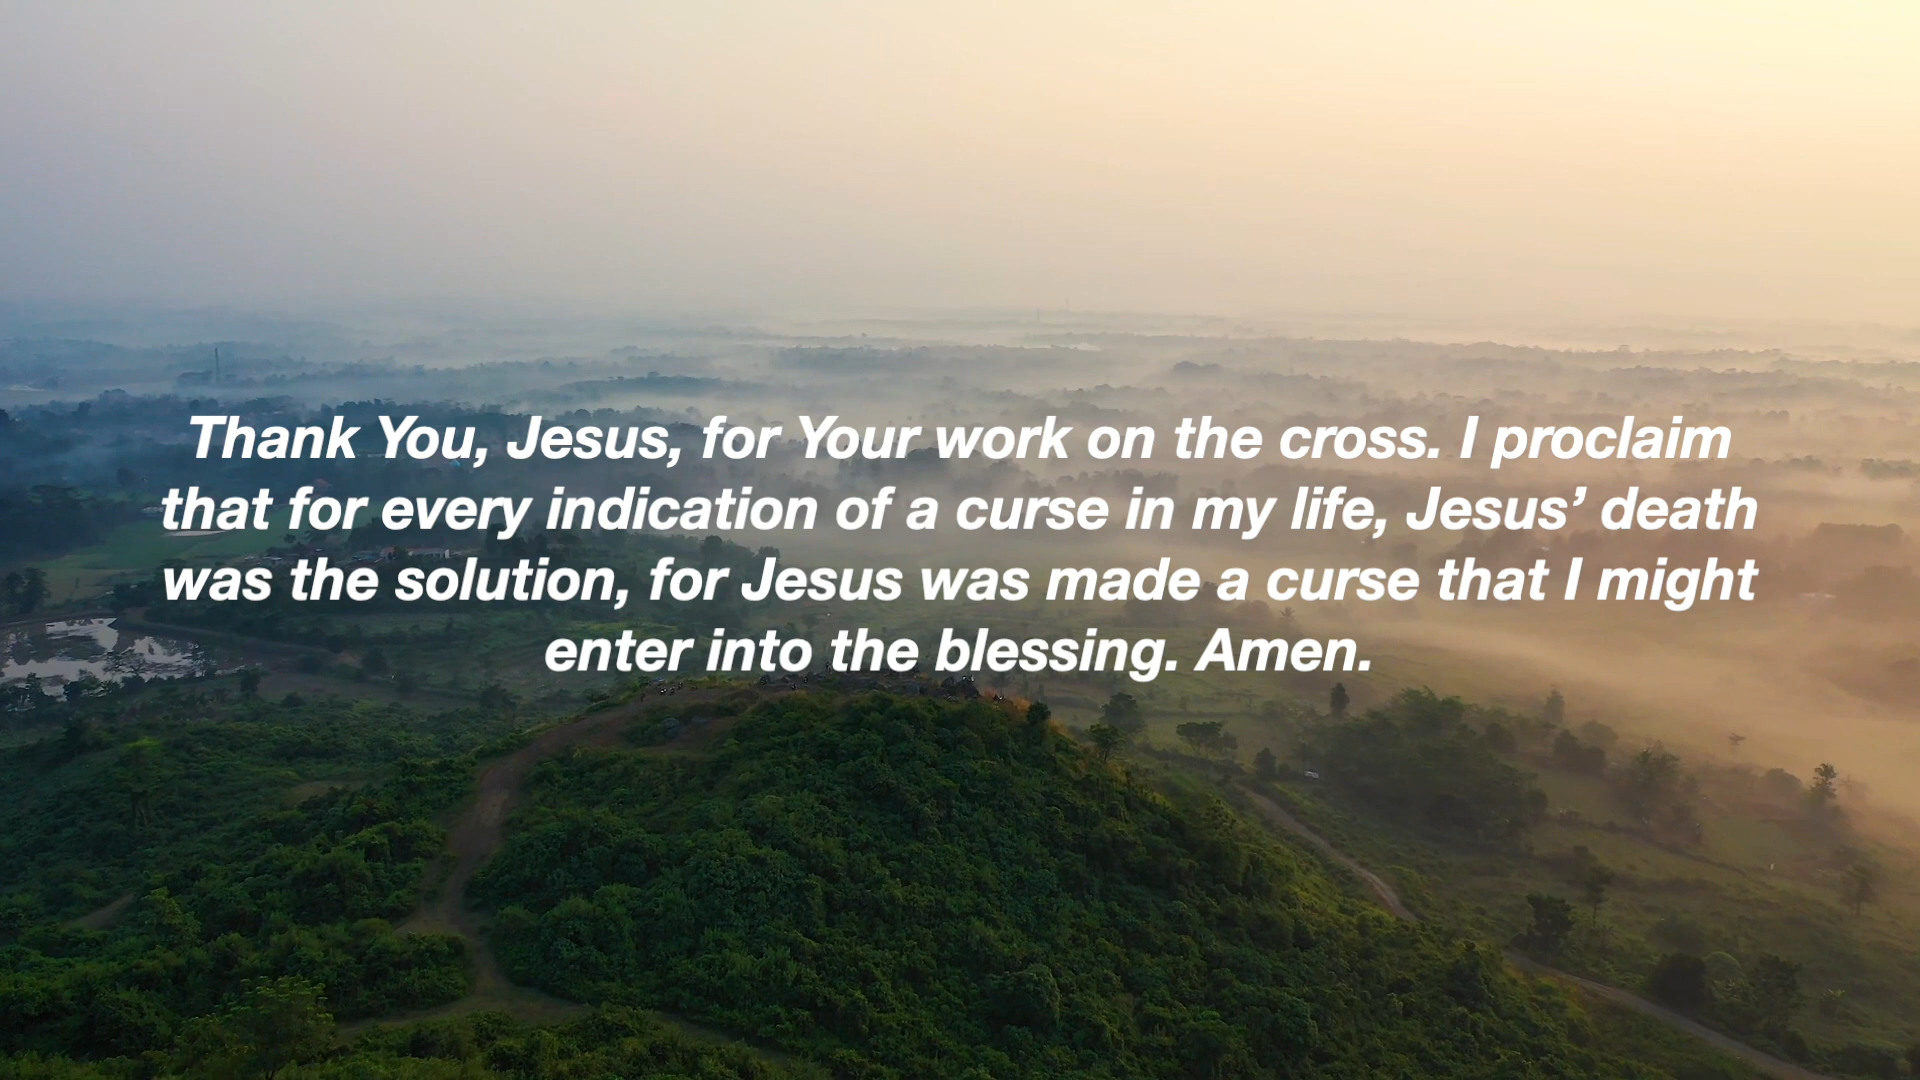 Thank You, Jesus, for Your work on the cross. I proclaim
that for every indication of a curse in my life, Jesus’ death
was the solution, for Jesus was made a curse that I might
enter into the blessing. Amen.